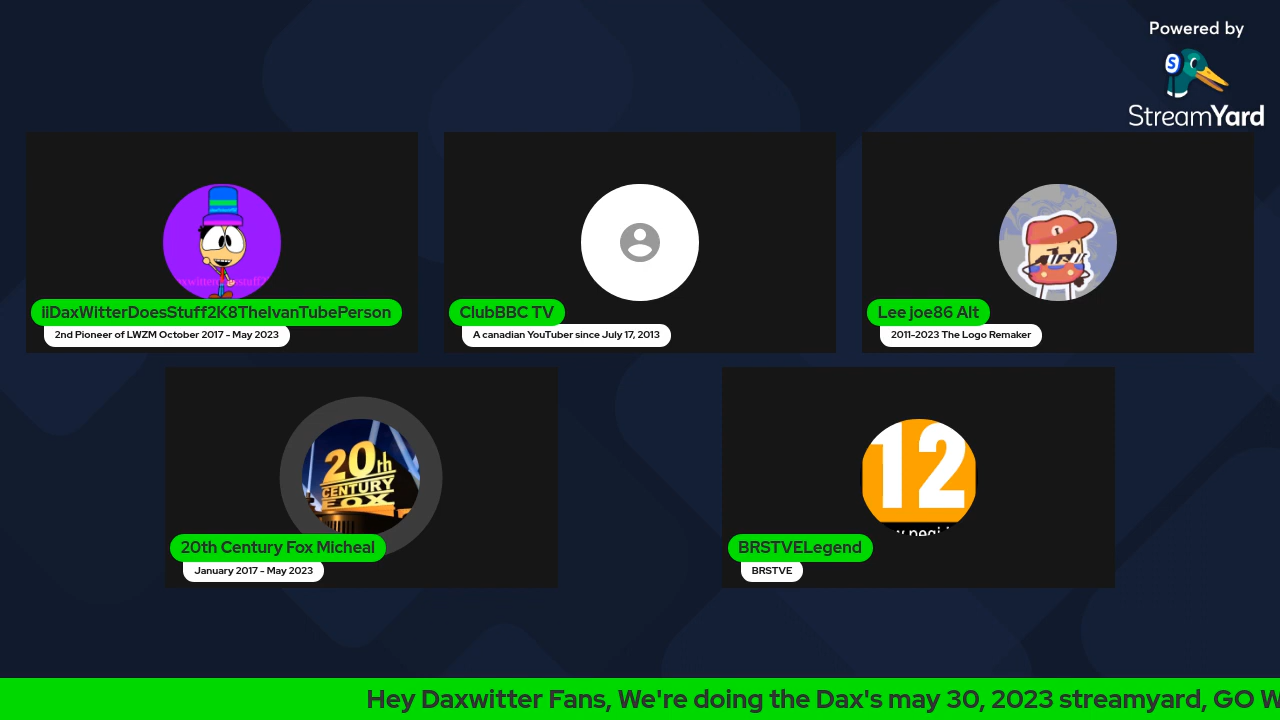 Powered by
StreamYard
iiDaxWitterDoesStuff2K8TheIvanTubePerson
2nd Pioneer of LWZM October 2017 - May 2023
ClubBBC TV
A canadian YouTuber since July 17, 2013
Lee joe86 Alt
2011-2023 The Logo Remaker
20th
CENTURY
FOX
20th Century Fox Micheal
January 2017 - May 2023
12
BRSTVELegend
BRSTVE
Hey Daxwitter Fans, We're doing the Dax's may 30, 2023 streamyard, GO